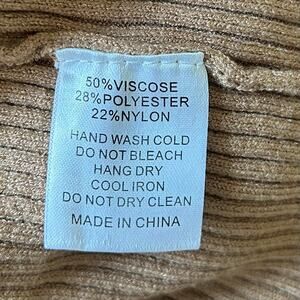 50%VISCOSE
28%POLYESTER
22%NYLON
HAND WASH COLD
DO NOT BLEACH
HANG DRY
COOL IRON
DO NOT DRY CLEAN
MADE IN CHINA